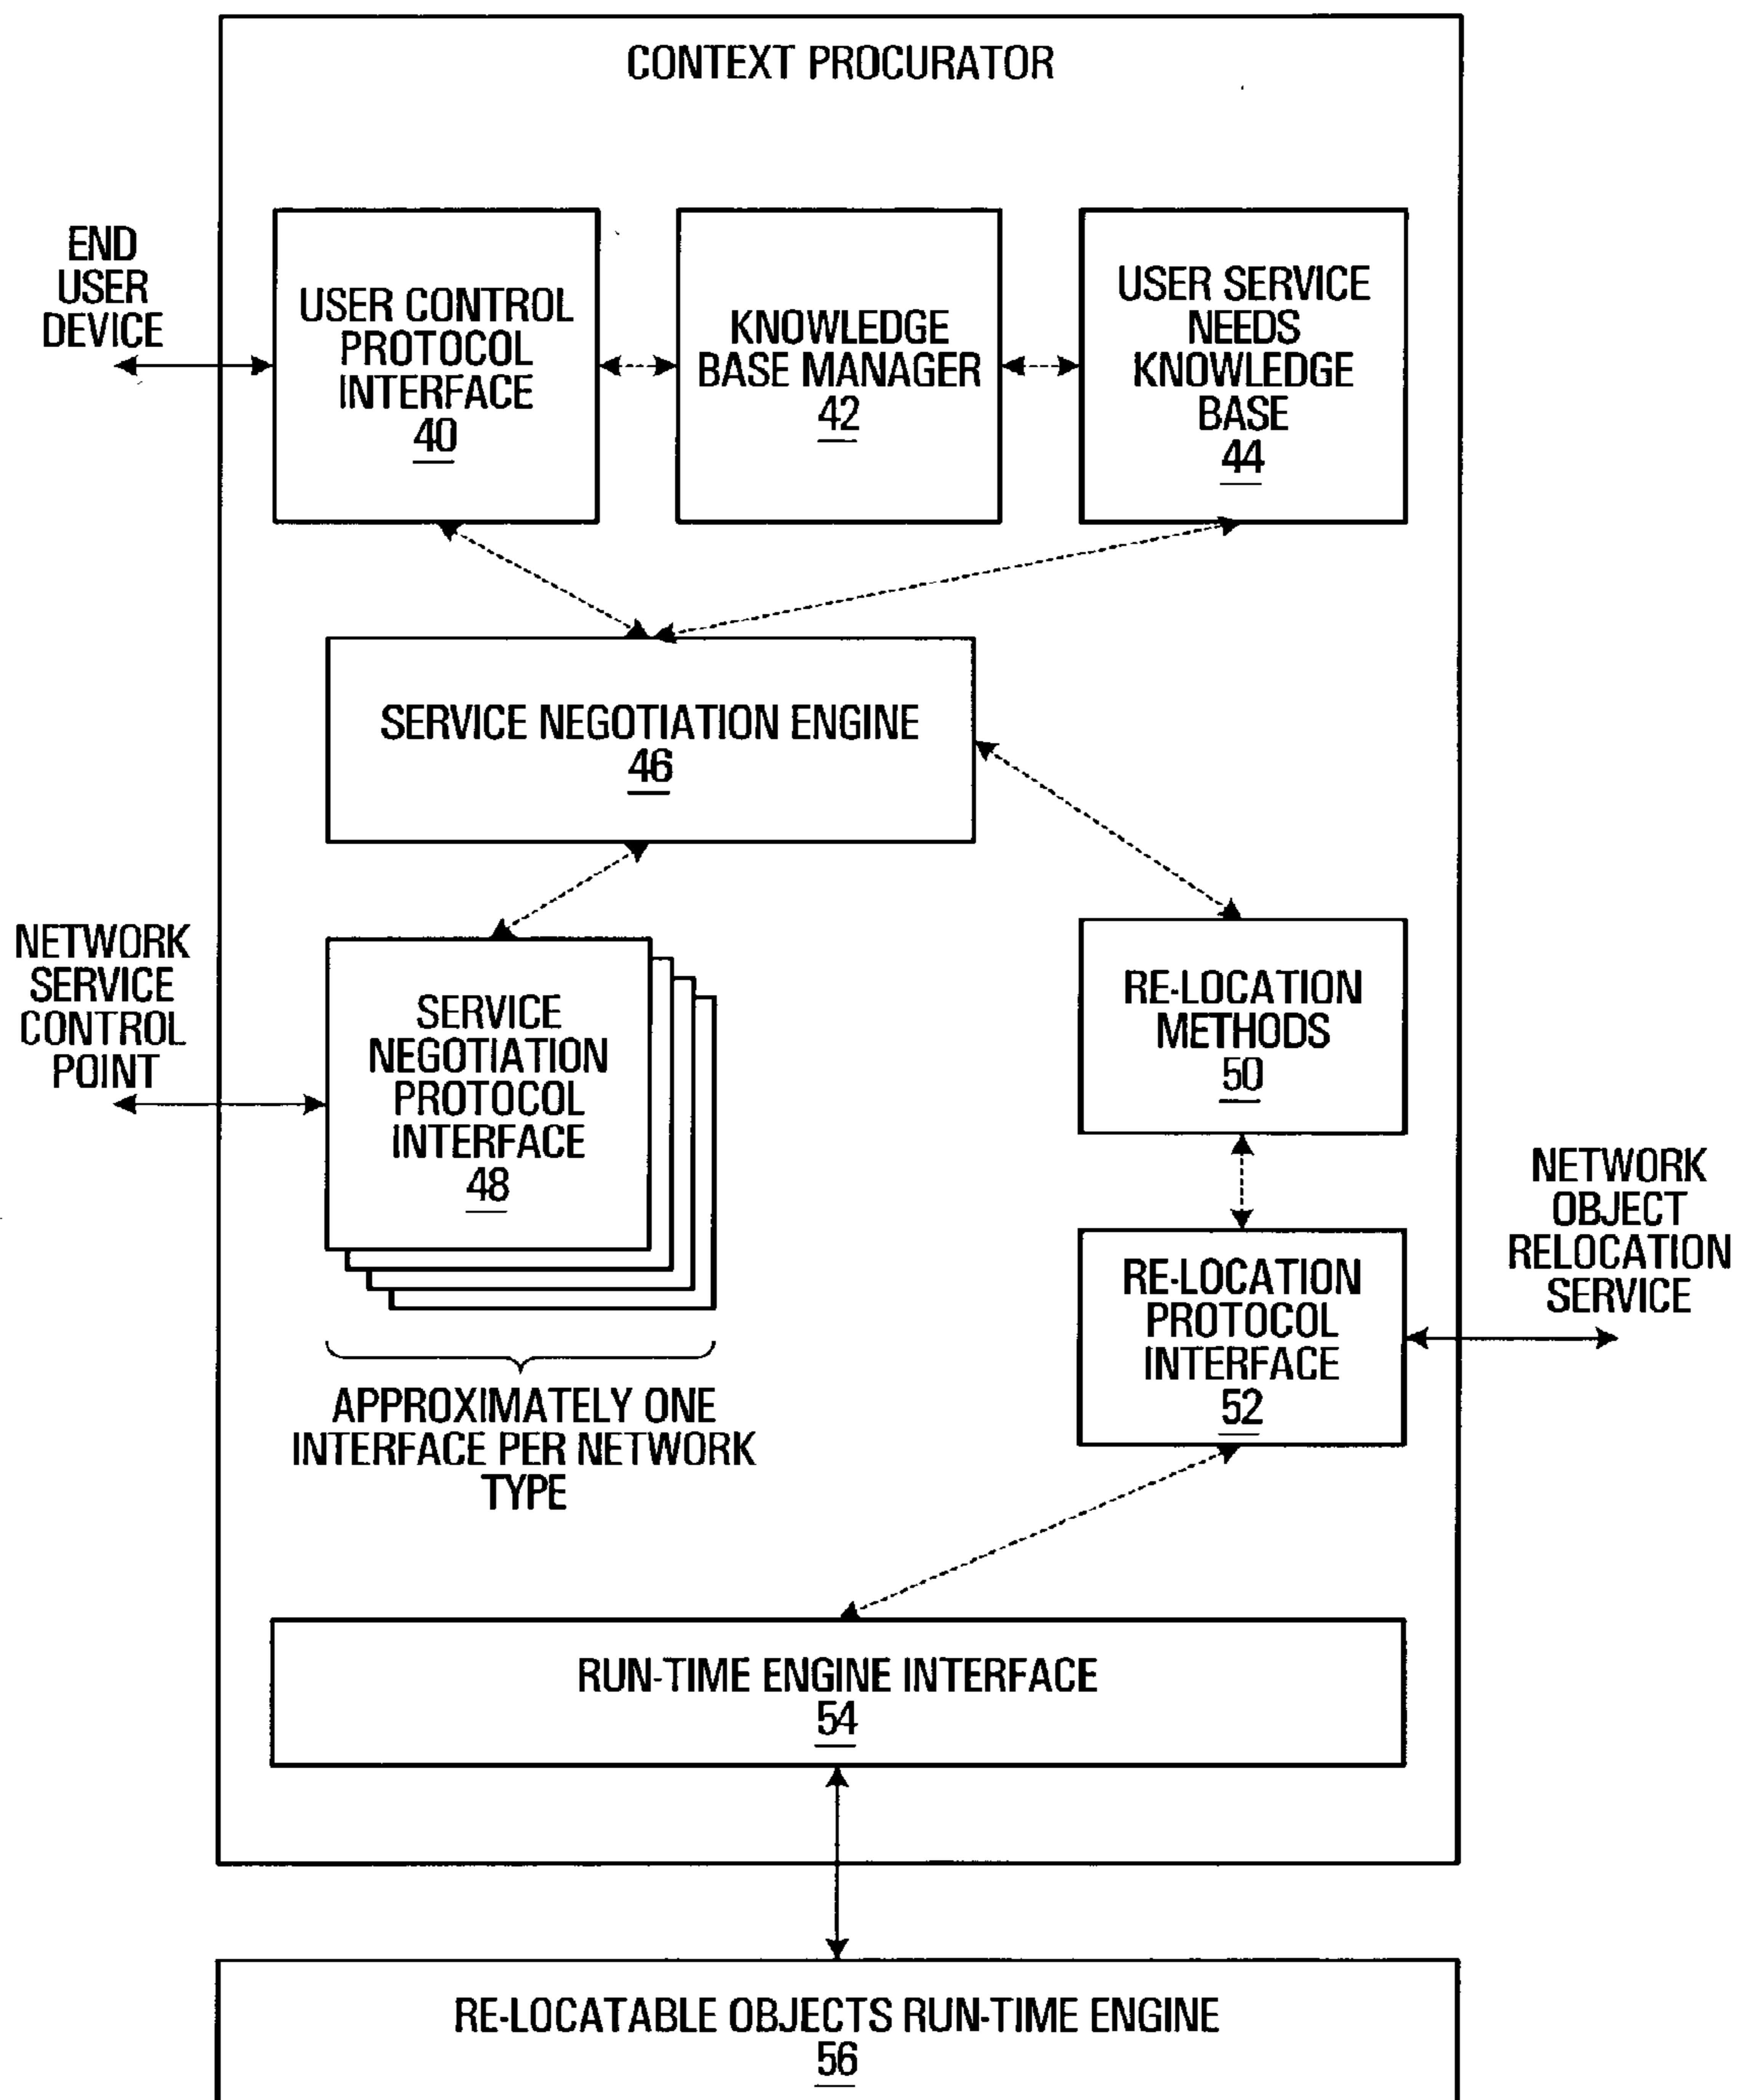 CONTEXT PROCURATOR
END
USER
DEVICE
USER CONTROL
PROTOCOL
INTERFACE
40
KNOWLEDGE
BASE MANAGER
42
USER SERVICE
NEEDS
KNOWLEDGE
BASE
44
SERVICE NEGOTIATION ENGINE
46
NETWORK
SERVICE
CONTROL
POINT
SERVICE
NEGOTIATION
PROTOCOL
INTERFACE
48
RE-LOCATION
METHODS
50
NETWORK
OBJECT
RELOCATION
SERVICE
RE-LOCATION
PROTOCOL
INTERFACE
52
APPROXIMATELY ONE
INTERFACE PER NETWORK
TYPE
RUN-TIME ENGINE INTERFACE
54
RE-LOCATABLE OBJECTS RUN-TIME ENGINE
56